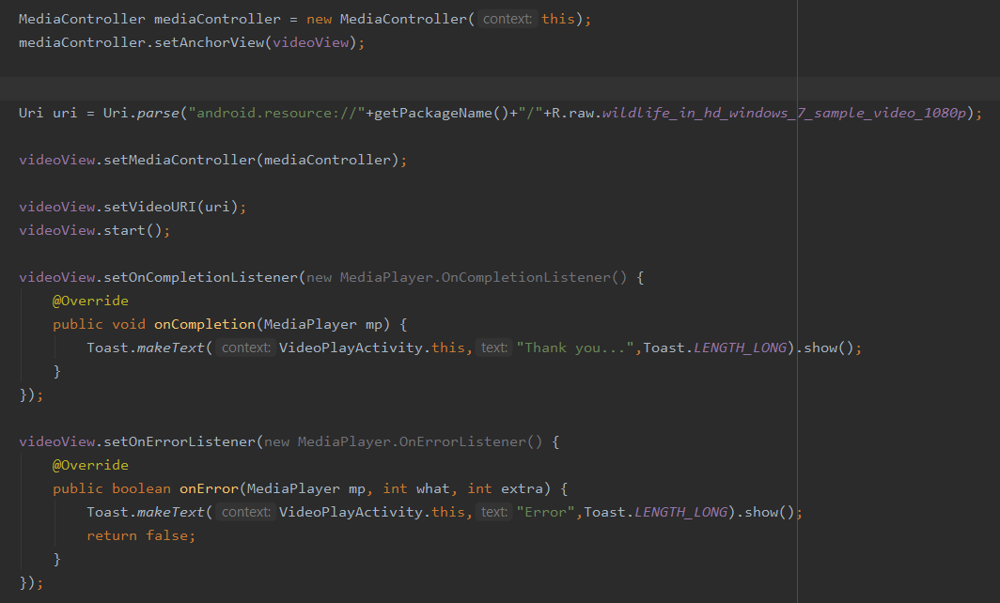 MediaController mediaController = new MediaController( context: this);
mediaController.setAnchorView(videoView);
Uri uri = Uri.parse("android.resource://"+getPackageName()+"/"+R.raw.wildlife_in_hd_windows_7_sample_video_1080p);
videoView.setMediaController(mediaController);
videoView.setVideoURI(uri);
videoView.start();
videoView.setOnCompletionListener(new MediaPlayer.OnCompletionListener() {
@Override
public void onCompletion(MediaPlayer mp) {
Toast.makeText( context: VideoPlayActivity.this, text: "Thank you...",Toast.LENGTH_LONG).show();
}
});
videoView.setOnErrorListener(new MediaPlayer.OnErrorListener() {
@Override
public boolean onError(MediaPlayer mp, int what, int extra) {
Toast.makeText( context: VideoPlayActivity.this, text: "Error",Toast.LENGTH_LONG).show();
return false;
}
});